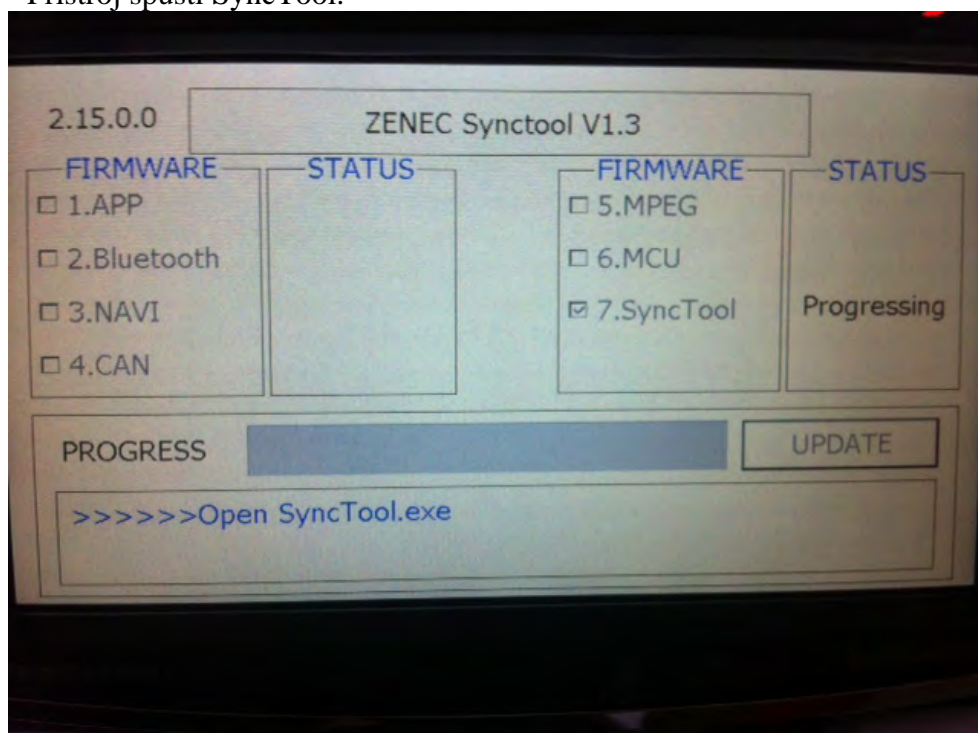 Přístroj spustí SyncTool.
2.15.0.0 ZENEC Synctool V1.3
FIRMWARE STATUS FIRMWARE STATUS
1.APP 5.MPEG
2.Bluetooth 6.MCU
3.NAVI 7.SyncTool Progressing
4.CAN
PROGRESS UPDATE
>>>>>>Open SyncTool.exe